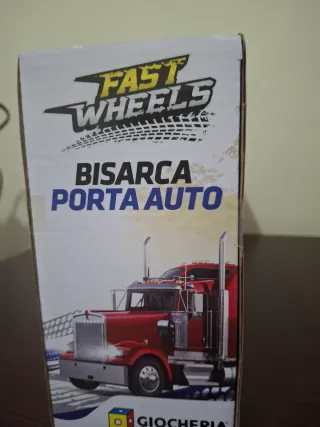 FAST
WHEELS
BISARCA
PORTA AUTO
GIOCHERIA